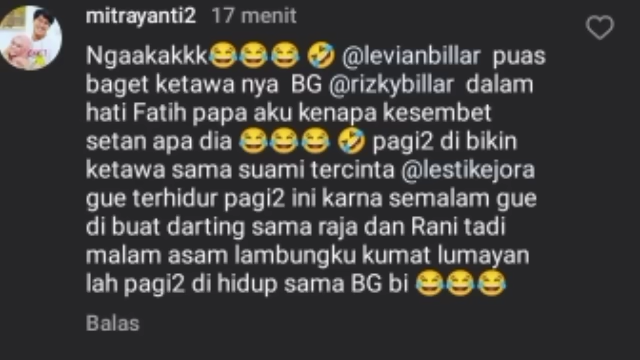 mitrayanti2 17 menit
Ngaakakkk😂😂😂 🤣 @levianbillar puas
baget ketawa nya BG @rizkybillar dalam
hati Fatih papa aku kenapa kesembet
setan apa dia 😂😂😂 🤣 pagi2 di bikin
ketawa sama suami tercinta @lestikejora
gue terhidur pagi2 ini karna semalam gue
di buat darting sama raja dan Rani tadi
malam asam lambungku kumat lumayan
lah pagi2 di hidup sama BG bi 😂😂😂
Balas